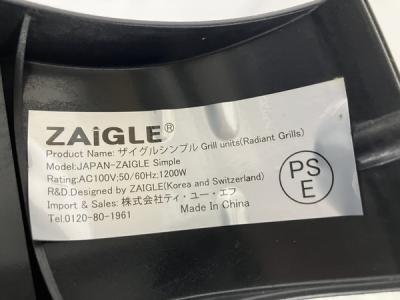 ZAiGLE®
Product Name: ザイグルシンプル Grill units(Radiant Grills)
Model:JAPAN-ZAIGLE Simple
Rating:AC100V;50/60Hz;1200W
R&D.Designed by ZAIGLE(Korea and Switzerland)
Import & Sales: 株式会社ティ・ユー・エフ
Tel.0120-80-1961
Made In China
PS
E